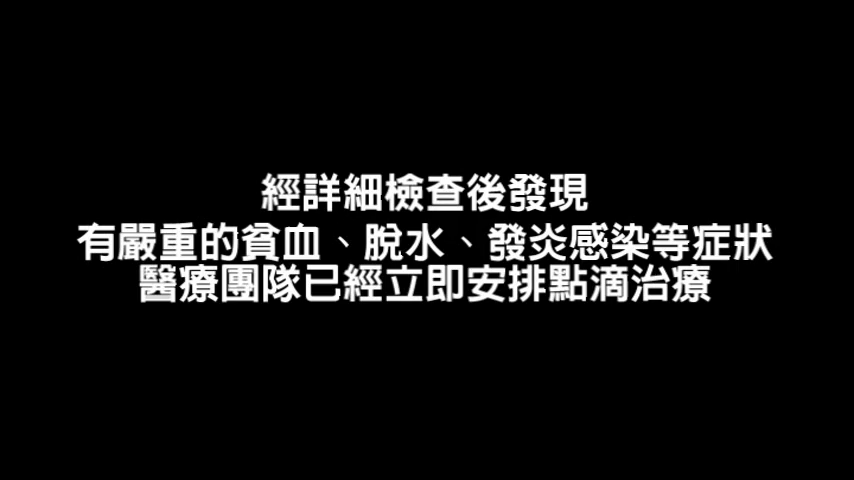 經詳細檢查後發現
有嚴重的貧血、脫水、發炎感染等症狀
醫療團隊已經立即安排點滴治療